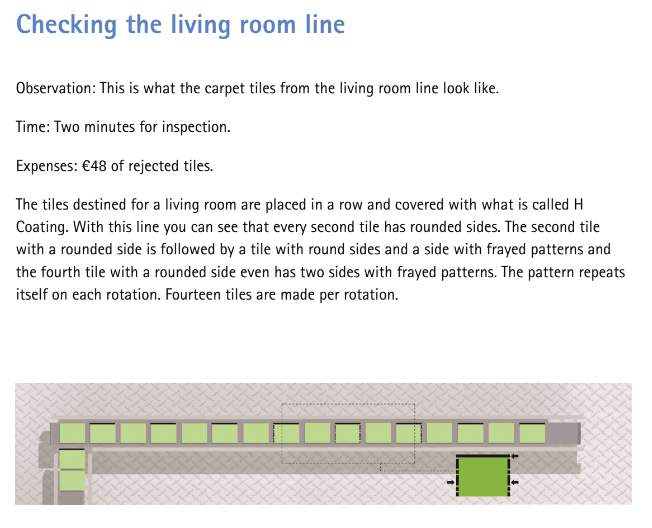 Checking the living room line
Observation: This is what the carpet tiles from the living room line look like.
Time: Two minutes for inspection.
Expenses: €48 of rejected tiles.
The tiles destined for a living room are placed in a row and covered with what is called H
Coating. With this line you can see that every second tile has rounded sides. The second tile
with a rounded side is followed by a tile with round sides and a side with frayed patterns and
the fourth tile with a rounded side even has two sides with frayed patterns. The pattern repeats
itself on each rotation. Fourteen tiles are made per rotation.